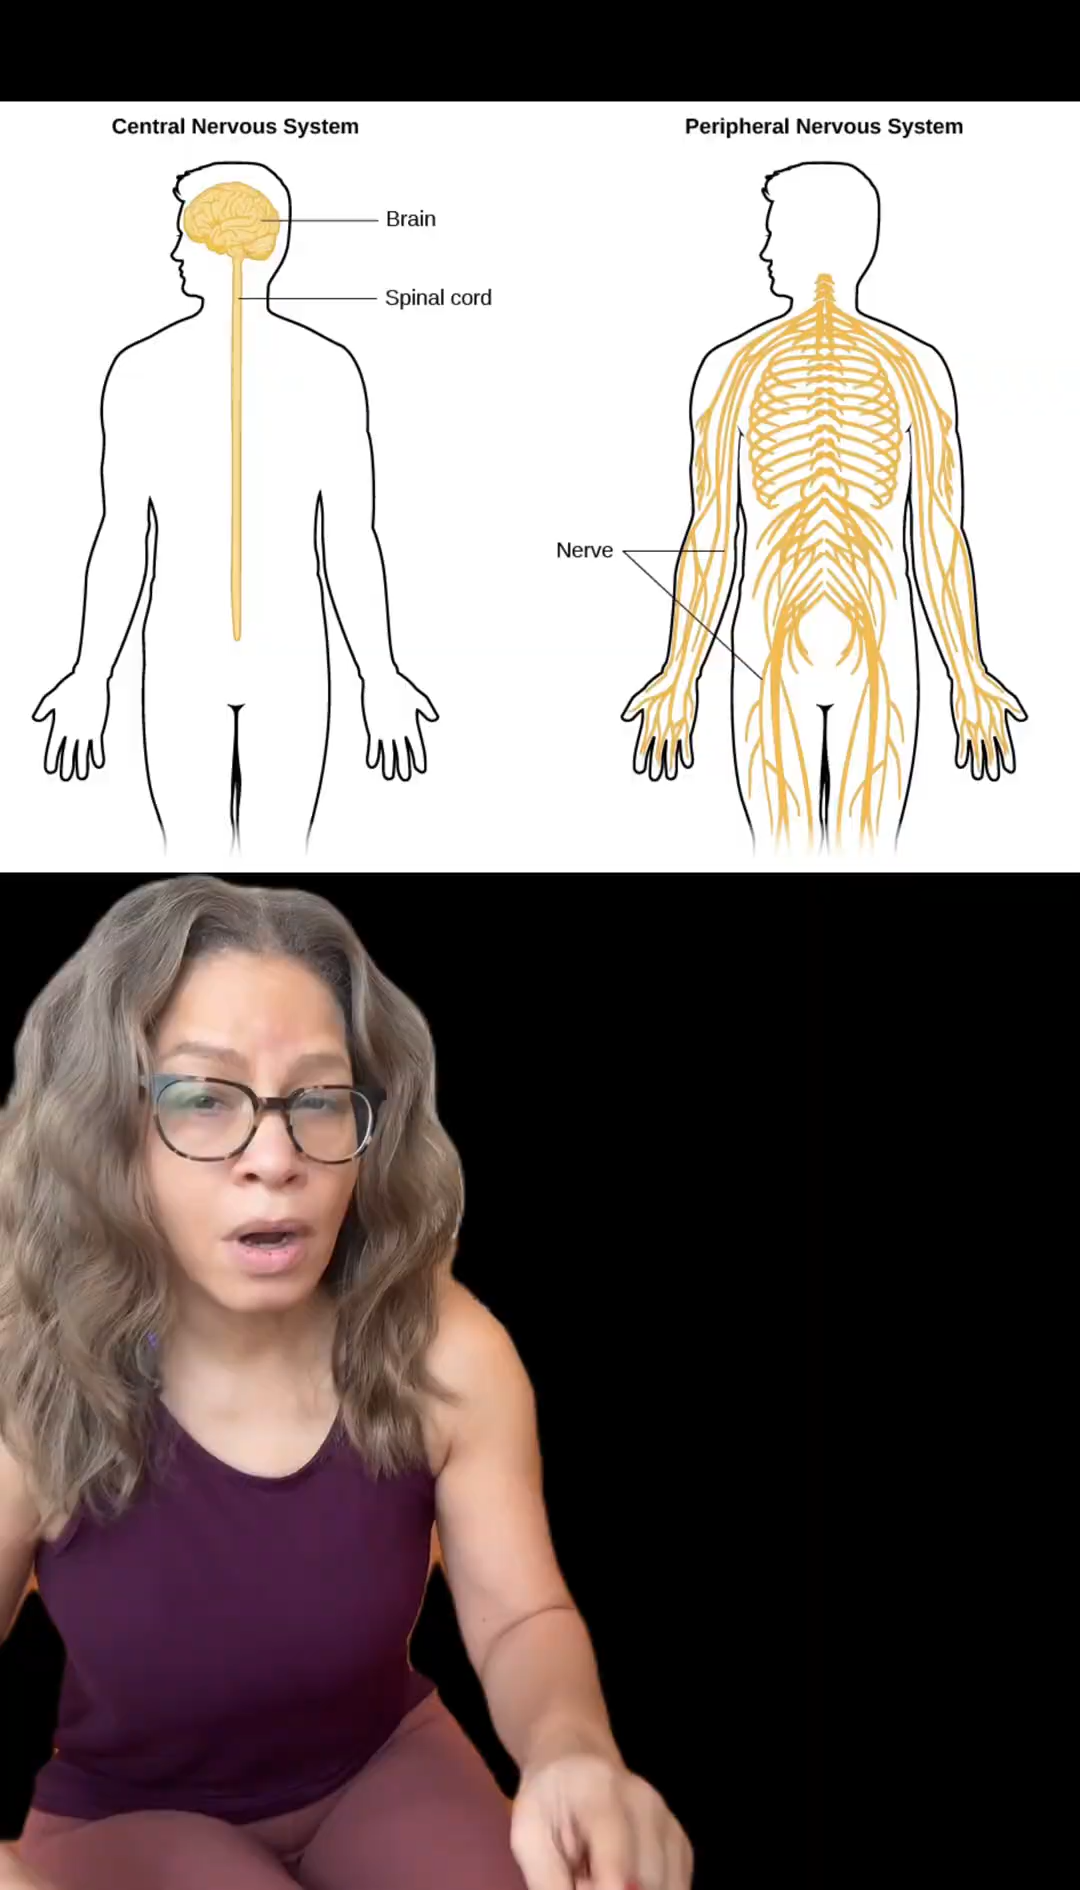 Central Nervous System
Peripheral Nervous System
Brain
Spinal cord
Nerve